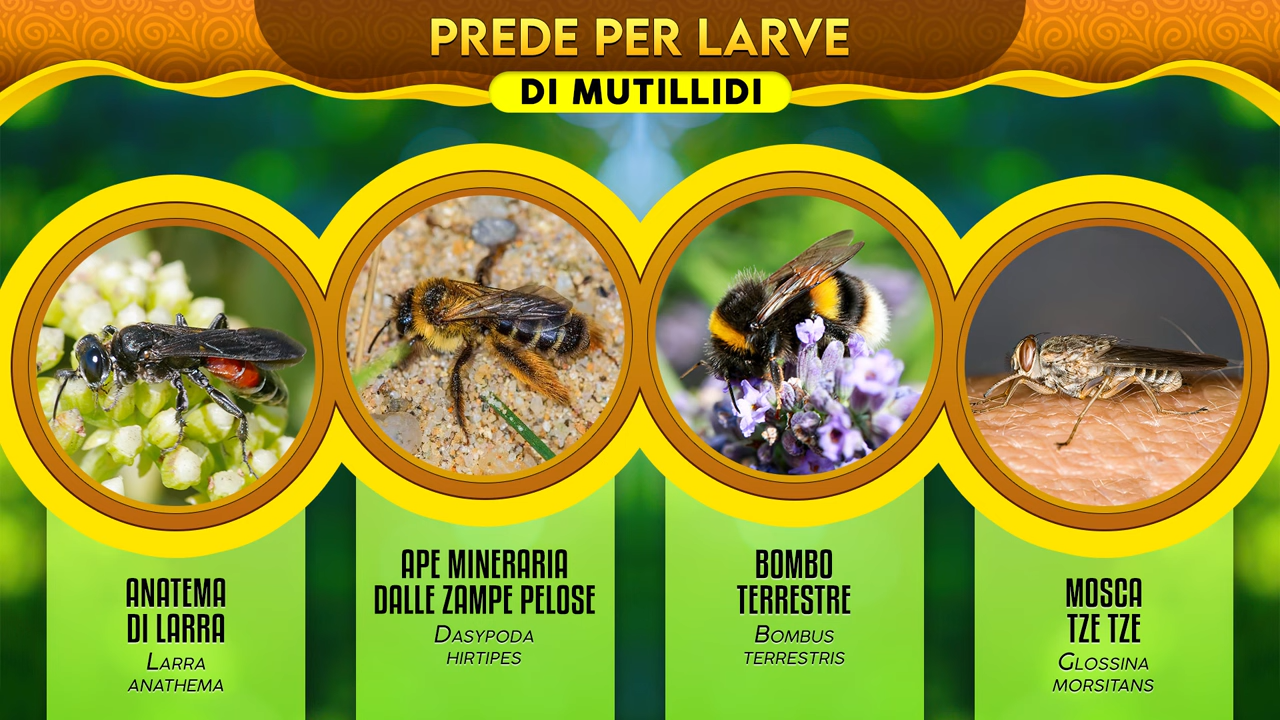 PREDE PER LARVE
DI MUTILLIDI
ANATEMA
DI LARRA
LARRA
ANATHEMA
APE MINERARIA
DALLE ZAMPE PELOSE
DASYPODA
HIRTIPES
BOMBO
TERRESTRE
BOMBUS
TERRESTRIS
MOSCA
TZE TZE
GLOSSINA
MORSITANS